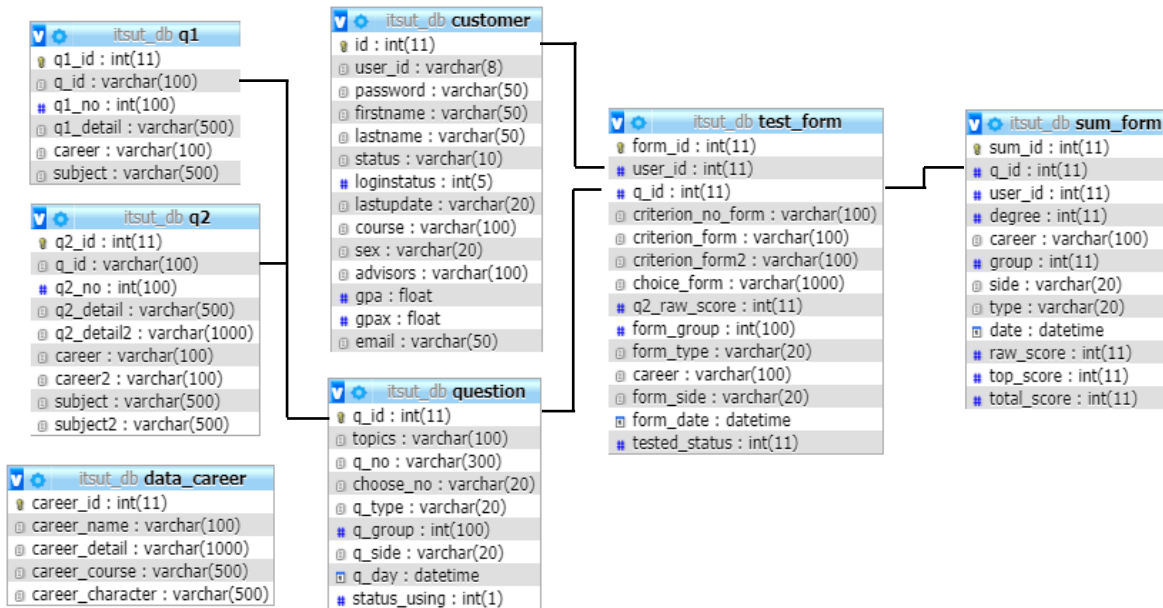 itsut_db q1
q1_id : int(11)
q_id : varchar(100)
q1_no : int(100)
q1_detail : varchar(500)
career : varchar(100)
subject : varchar(500)
itsut_db q2
q2_id : int(11)
q_id : varchar(100)
q2_no : int(100)
q2_detail : varchar(500)
q2_detail2 : varchar(1000)
career : varchar(100)
career2 : varchar(100)
subject : varchar(500)
subject2 : varchar(500)
itsut_db data_career
career_id : int(11)
career_name : varchar(100)
career_detail : varchar(1000)
career_course : varchar(500)
career_character : varchar(500)
itsut_db customer
id : int(11)
user_id : varchar(8)
password : varchar(50)
firstname : varchar(50)
lastname : varchar(50)
status : varchar(10)
loginstatus : int(5)
lastupdate : varchar(20)
course : varchar(100)
sex : varchar(20)
advisors : varchar(100)
gpa : float
gpax : float
email : varchar(50)
itsut_db question
q_id : int(11)
topics : varchar(100)
q_no : varchar(300)
choose_no : varchar(20)
q_type : varchar(20)
q_group : int(100)
q_side : varchar(20)
q_day : datetime
status_using : int(1)
itsut_db test_form
form_id : int(11)
user_id : int(11)
q_id : int(11)
criterion_no_form : varchar(100)
criterion_form : varchar(100)
criterion_form2 : varchar(100)
choice_form : varchar(1000)
q2_raw_score : int(11)
form_group : int(100)
form_type : varchar(20)
career : varchar(100)
form_side : varchar(20)
form_date : datetime
tested_status : int(11)
itsut_db sum_form
sum_id : int(11)
q_id : int(11)
user_id : int(11)
degree : int(11)
career : varchar(100)
group : int(11)
side : varchar(20)
type : varchar(20)
date : datetime
raw_score : int(11)
top_score : int(11)
total_score : int(11)